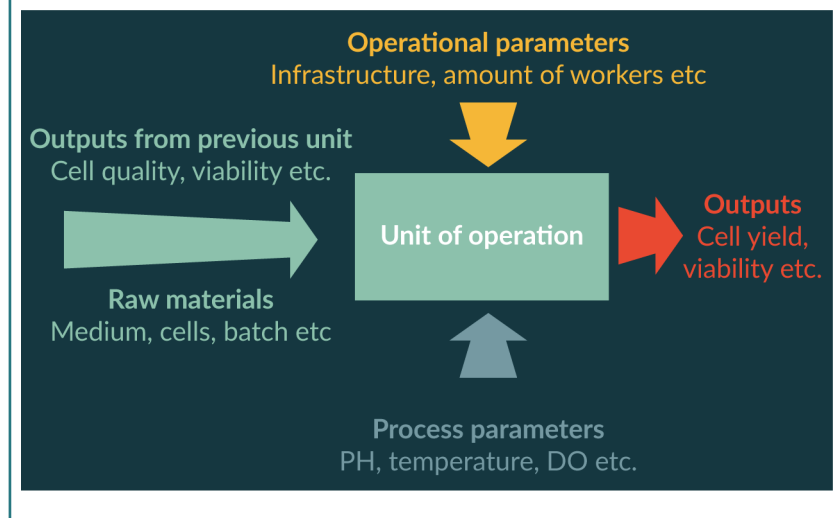 Operational parameters
Infrastructure, amount of workers etc
Outputs from previous unit
Cell quality, viability etc.
Raw materials
Medium, cells, batch etc
Unit of operation
Outputs
Cell yield,
viability etc.
Process parameters
PH, temperature, DO etc.